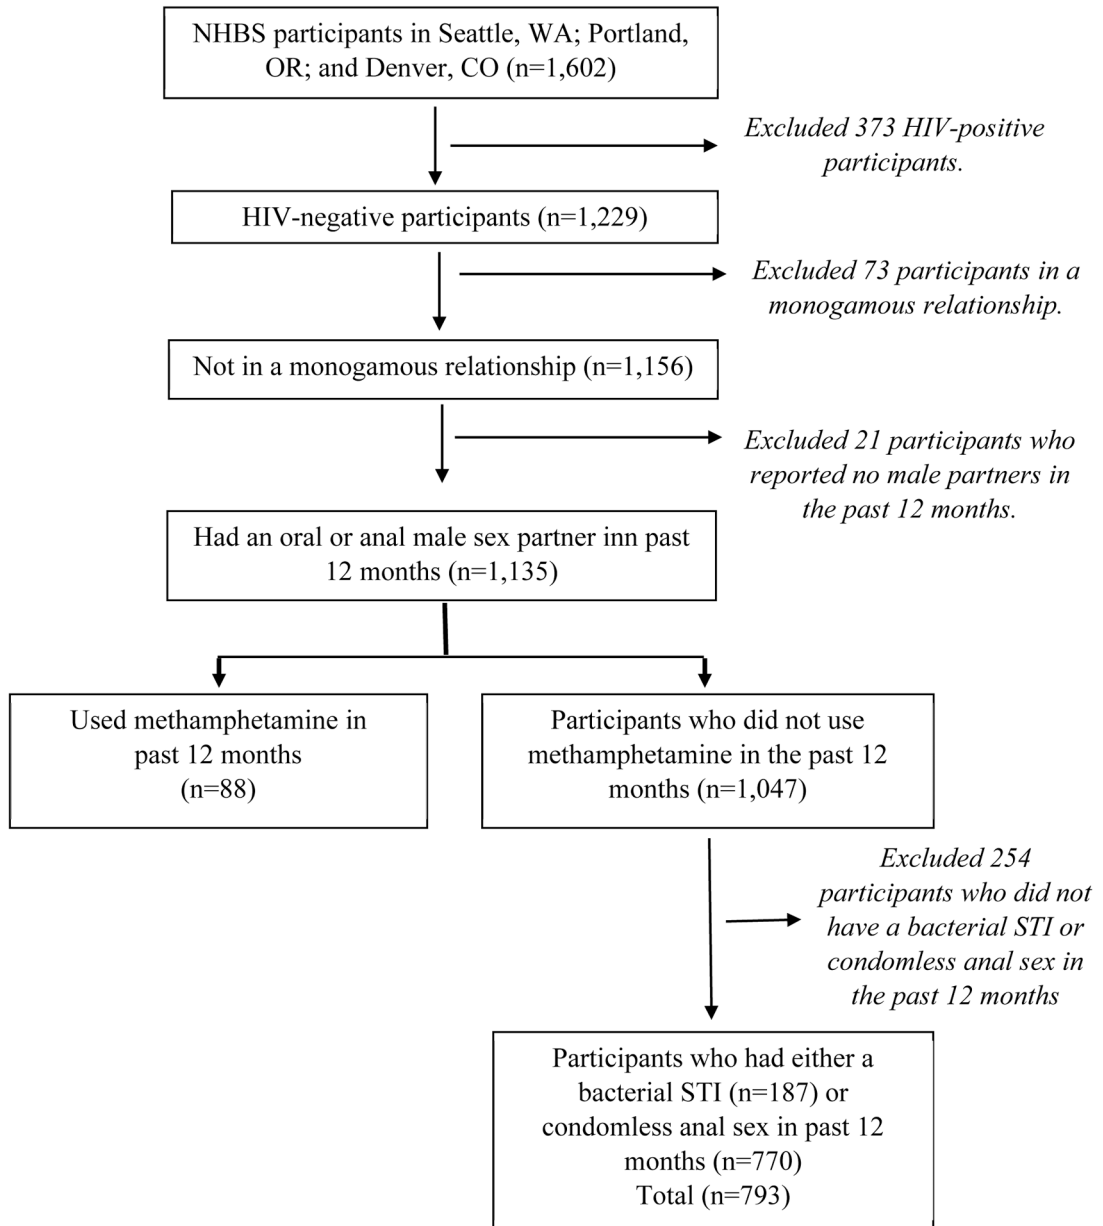 NHBS participants in Seattle, WA; Portland,
OR; and Denver, CO (n=1,602)
Excluded 373 HIV-positive
participants.
HIV-negative participants (n=1,229)
Excluded 73 participants in a
monogamous relationship.
Not in a monogamous relationship (n=1,156)
Excluded 21 participants who
reported no male partners in
the past 12 months.
Had an oral or anal male sex partner inn past
12 months (n=1,135)
Used methamphetamine in
past 12 months
(n=88)
Participants who did not use
methamphetamine in the past 12
months (n=1,047)
Excluded 254
participants who did not
have a bacterial STI or
condomless anal sex in
the past 12 months
Participants who had either a
bacterial STI (n=187) or
condomless anal sex in past 12
months (n=770)
Total (n=793)